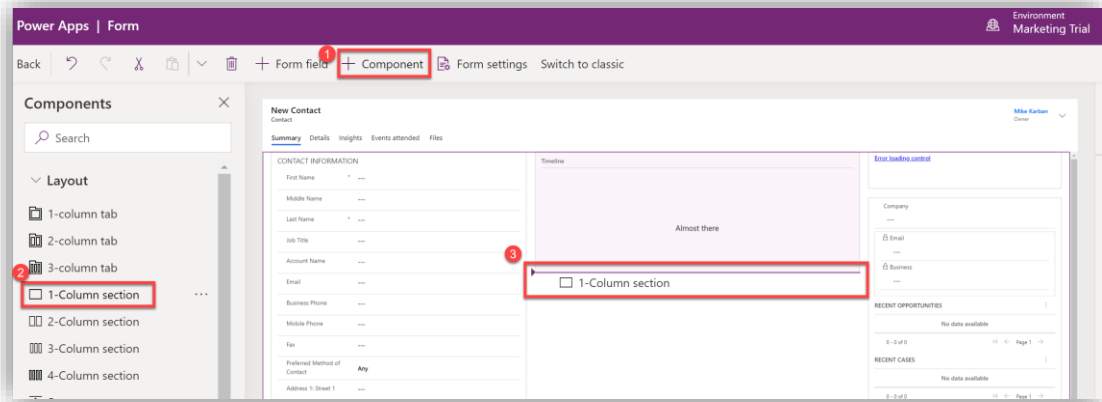 Power Apps | Form
Environment
Marketing Trial
Back
+ Form field
1
+ Component
Form settings
Switch to classic
Components
Search
Layout
1-column tab
2-column tab
3-column tab
2
1-Column section
...
2-Column section
3-Column section
4-Column section
New Contact
Contact
Mike Karban
Owner
Summary Details Insights Events attended Files
CONTACT INFORMATION
First Name * ---
Middle Name ---
Last Name * ---
Job Title ---
Account Name ---
Email ---
Business Phone ---
Mobile Phone ---
Fax ---
Preferred Method of
Contact Any
Address 1: Street 1 ---
Timeline
Almost there
3
1-Column section
Error loading control
Company
---
Email
---
Business
---
RECENT OPPORTUNITIES
No data available
0 - 0 of 0 Page 1
RECENT CASES
No data available
0 - 0 of 0 Page 1